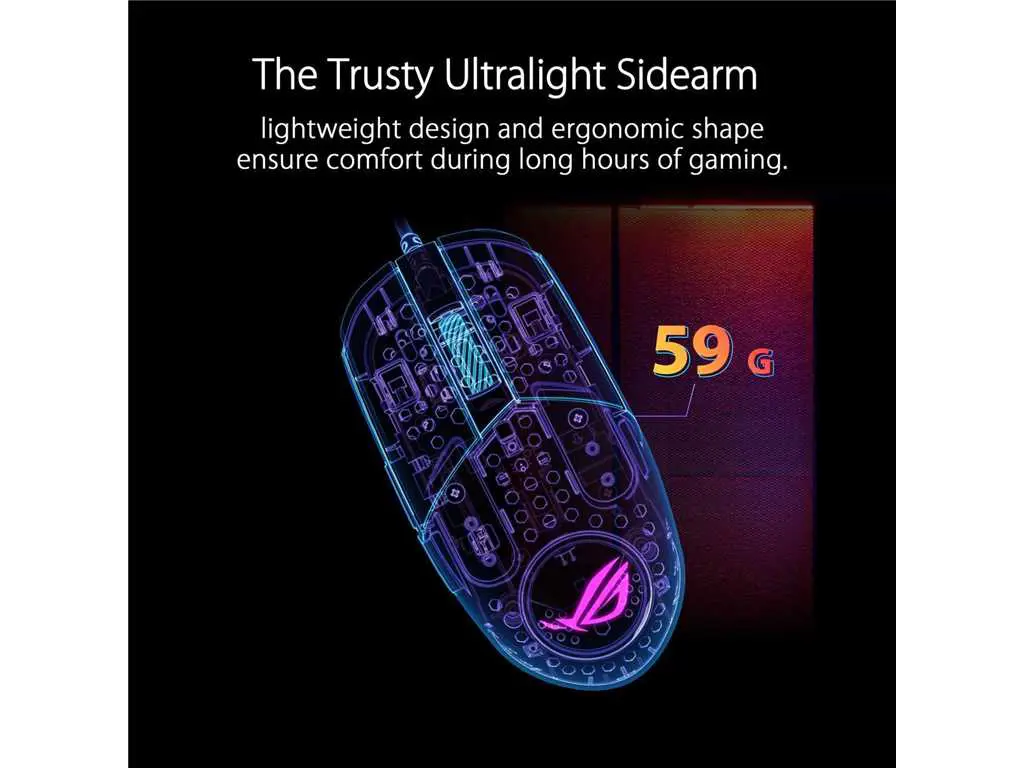 The Trusty Ultralight Sidearm
lightweight design and ergonomic shape
ensure comfort during long hours of gaming.
59 G